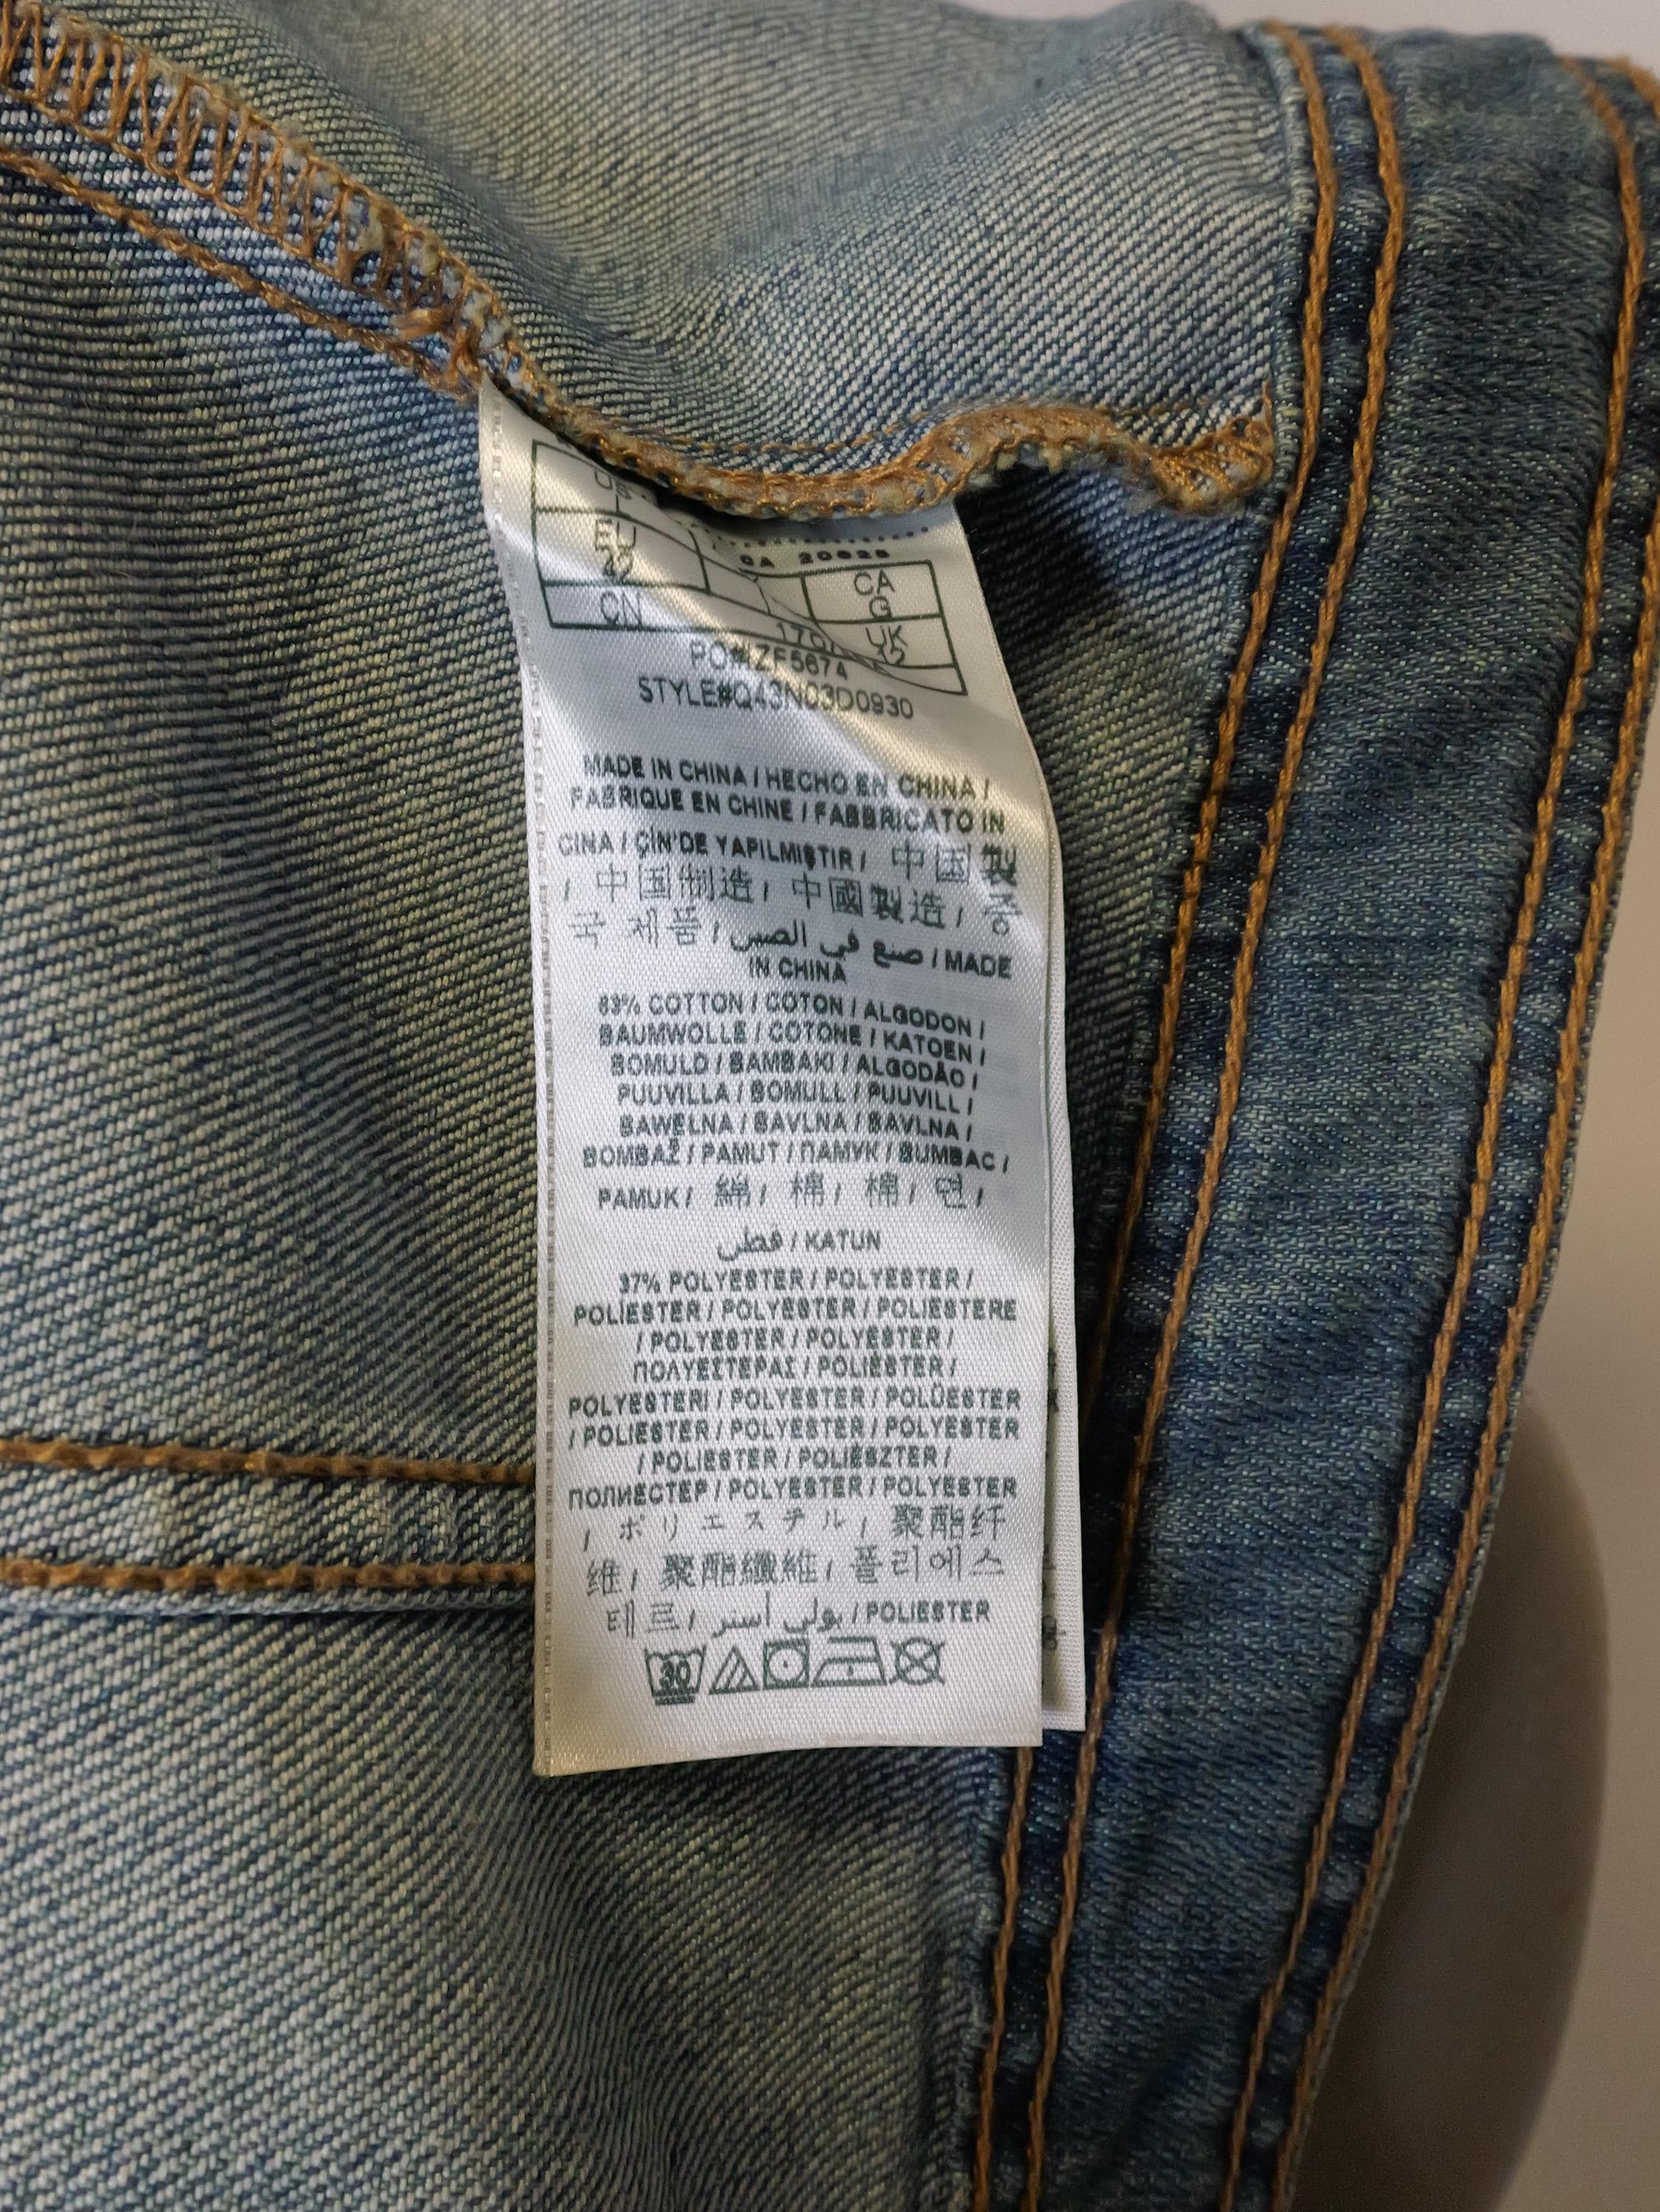 EU
CA
G
CN
UK
PO#ZF5674
STYLE#Q43N03D0930
MADE IN CHINA / HECHO EN CHINA /
FABRIQUE EN CHINE / FABBRICATO IN
CINA / ÇIN'DE YAPILMIŞTIR / 中国製
/ 中国制造 / 中國製造 / 중
국 제품 / صنع في الصين / MADE
IN CHINA
63% COTTON / COTON / ALGODON /
BAUMWOLLE / COTONE / KATOEN /
BOMULD / ΒΑΜΒΑΚΙ / ALGODÃO /
PUUVILLA / BOMULL / PUUVILL /
BAWEŁNA / BAVLNA / BAVLNA /
BOMBAŽ / PAMUT / ПАМУК / BUMBAC /
PAMUK / 綿 / 棉 / 棉 / 면 /
قطن / KATUN
37% POLYESTER / POLYESTER /
POLIESTER / POLYESTER / POLIESTERE
/ POLYESTER / POLYESTER /
ΠΟΛΥΕΣΤΕΡΑΣ / POLIÉSTER /
POLYESTERI / POLYESTER / POLÜESTER
/ POLIESTER / POLYESTER / POLYESTER
/ POLIESTER / POLIÉSZTER /
ПОЛИЕСТЕР / POLYESTER / POLYESTER
/ ポリエステル / 聚酯纤
维 / 聚酯纖維 / 폴리에스
테르 / بولي أستر / POLIESTER
30